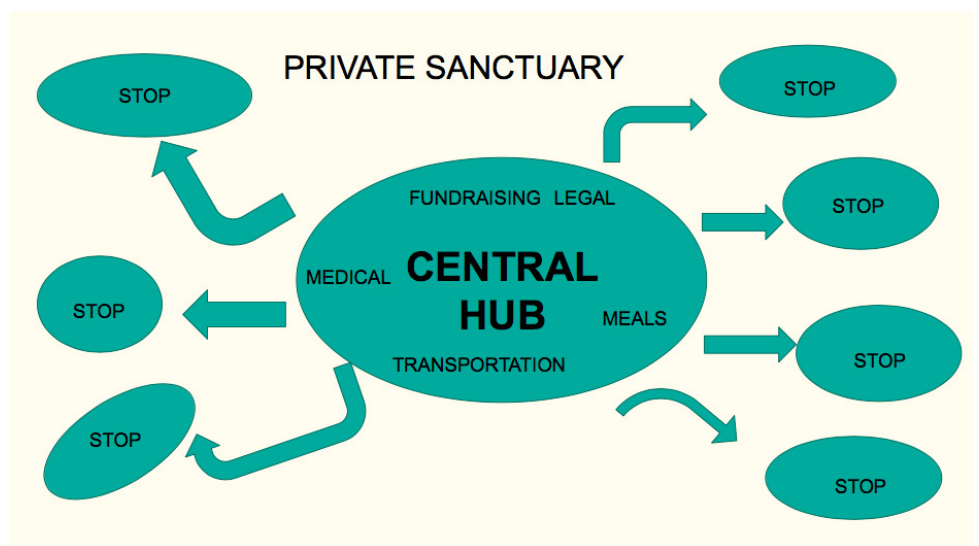 PRIVATE SANCTUARY
STOP
STOP
STOP
FUNDRAISING LEGAL
STOP
MEDICAL
CENTRAL
HUB
MEALS
STOP
TRANSPORTATION
STOP
STOP
STOP